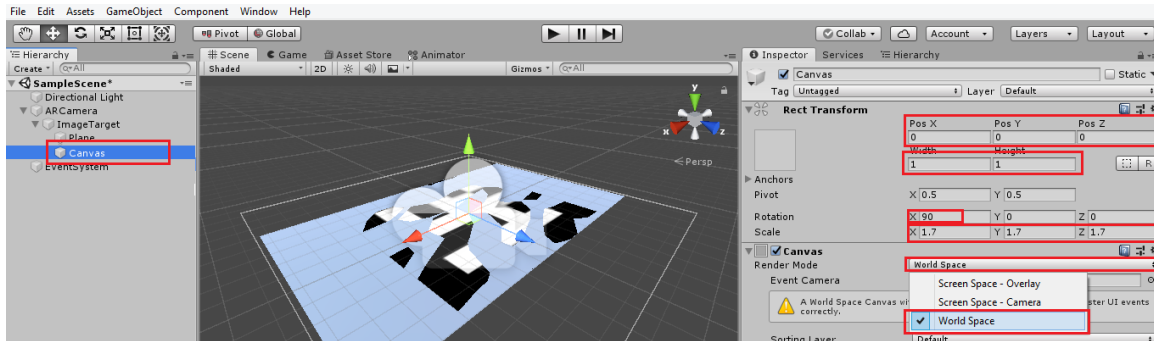 File Edit Assets GameObject Component Window Help
Pivot Global Collab Account Layers Layout
Hierarchy Scene Game Asset Store Animator Inspector Services Hierarchy
Create All Shaded 2D Gizmos All Canvas Static
SampleScene* Tag Untagged Layer Default
Directional Light y
ARCamera Rect Transform
ImageTarget Pos X Pos Y Pos Z
Plane x z 0 0 0
Canvas Persp Width Height
EventSystem 1 1 R
Anchors
Pivot X 0.5 Y 0.5
Rotation X 90 Y 0 Z 0
Scale X 1.7 Y 1.7 Z 1.7
Canvas
Render Mode World Space
Event Camera Screen Space - Overlay
A World Space Canvas Screen Space - Camera ster UI events
correctly. World Space
Sorting Layer Default